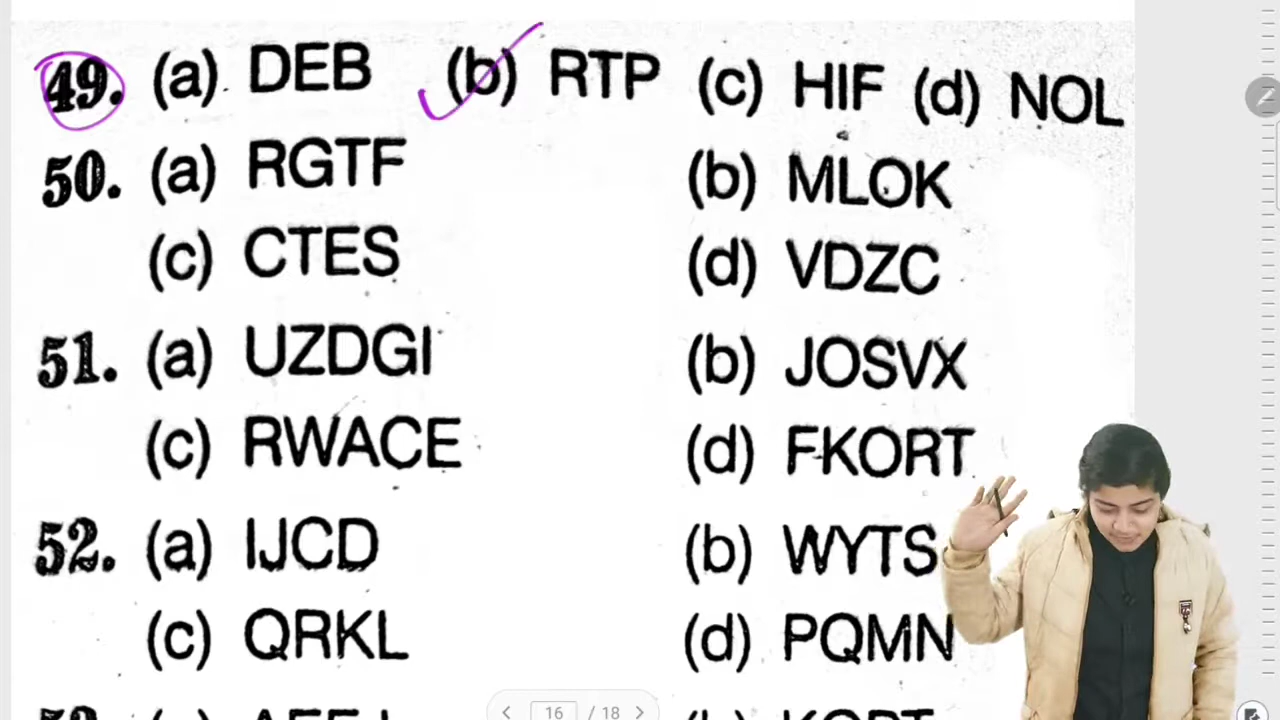 49. (a) DEB (b) RTP (c) HIF (d) NOL
50. (a) RGTF (b) MLOK
(c) CTES (d) VDZC
51. (a) UZDGI (b) JOSVX
(c) RWACE (d) FKORT
52. (a) IJCD (b) WYTS
(c) QRKL (d) PQMN
16 / 18